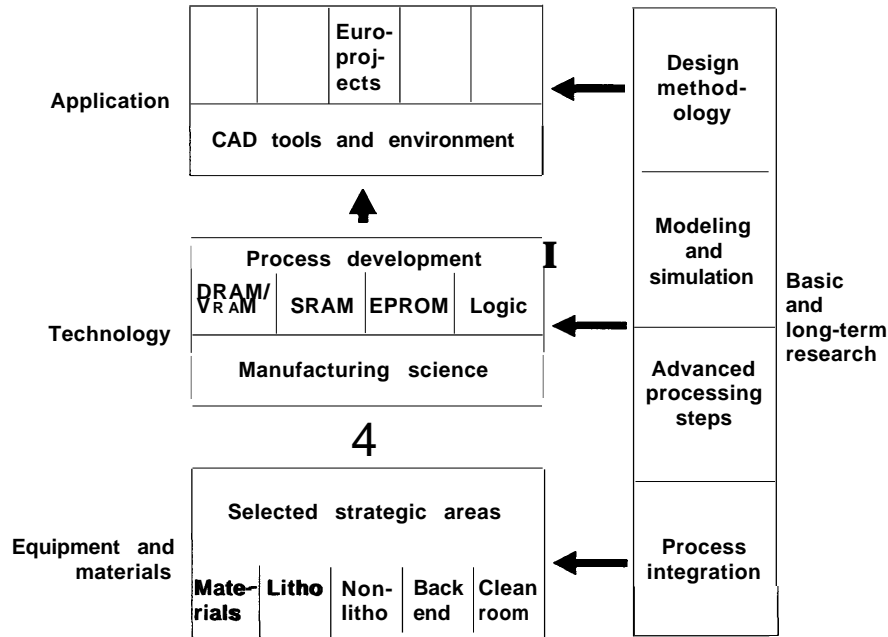 Application
Euro-
proj-
ects
CAD tools and environment
Technology
Process development
I
DRAM/
VRAM
SRAM
EPROM
Logic
Manufacturing science
4
Equipment and
materials
Selected strategic areas
Mate-
rials
Litho
Non-
litho
Back
end
Clean
room
Design
method-
ology
Modeling
and
simulation
Advanced
processing
steps
Process
integration
Basic
and
long-term
research